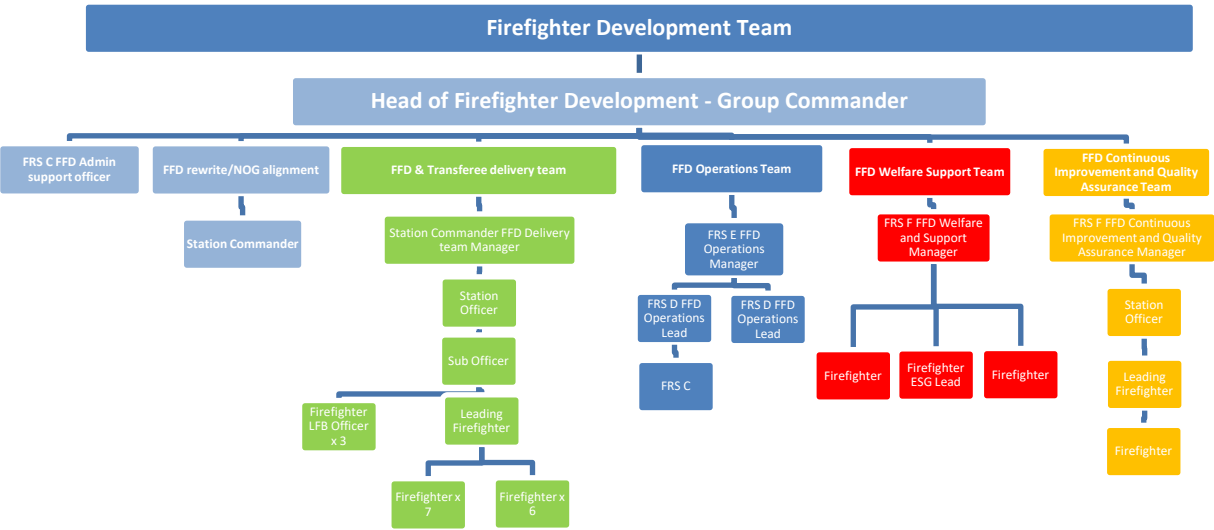 Firefighter Development Team
Head of Firefighter Development - Group Commander
FRS C FFD Admin
support officer
FFD rewrite/NOG alignment
FFD & Transferee delivery team
FFD Operations Team
FFD Welfare Support Team
FFD Continuous
Improvement and Quality
Assurance Team
Station Commander
Station Commander FFD Delivery
team Manager
FRS E FFD
Operations
Manager
FRS F FFD Welfare
and Support
Manager
FRS F FFD Continuous
Improvement and Quality
Assurance Manager
Station
Officer
FRS D FFD
Operations
Lead
FRS D FFD
Operations
Lead
Station
Officer
Sub Officer
FRS C
Firefighter
Firefighter
ESG Lead
Firefighter
Leading
Firefighter
Firefighter
LFB Officer
x 3
Leading
Firefighter
Firefighter
Firefighter x
7
Firefighter x
6